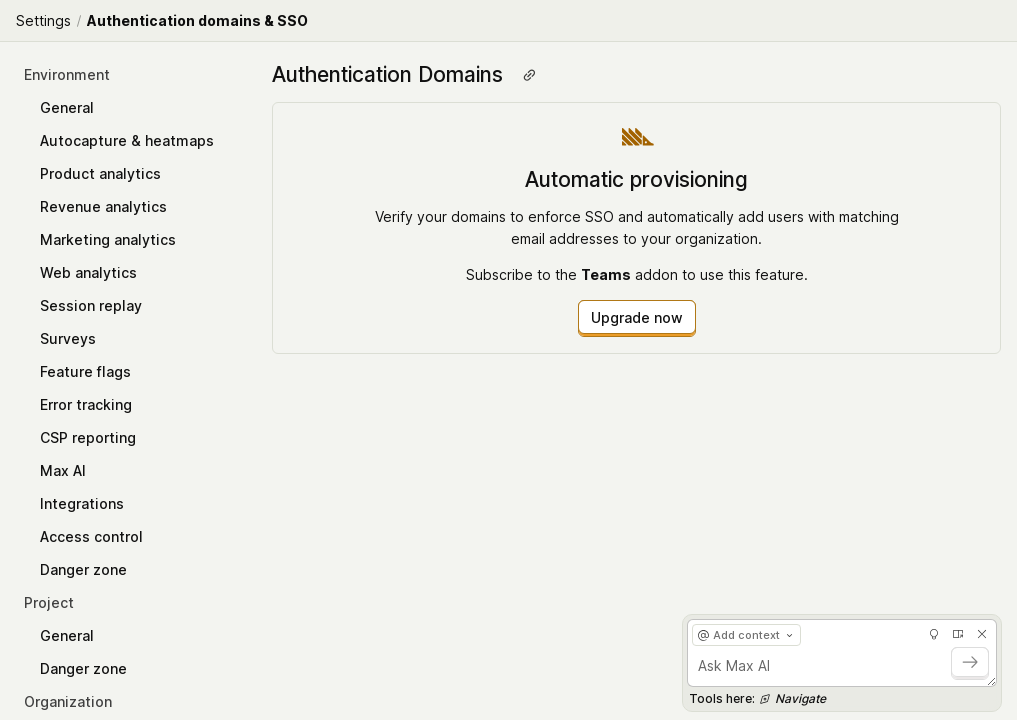 Settings / Authentication domains & SSO
Environment
General
Autocapture & heatmaps
Product analytics
Revenue analytics
Marketing analytics
Web analytics
Session replay
Surveys
Feature flags
Error tracking
CSP reporting
Max AI
Integrations
Access control
Danger zone
Project
General
Danger zone
Organization
Authentication Domains
Automatic provisioning
Verify your domains to enforce SSO and automatically add users with matching
email addresses to your organization.
Subscribe to the Teams addon to use this feature.
Upgrade now
@ Add context
Ask Max AI
Tools here: Navigate